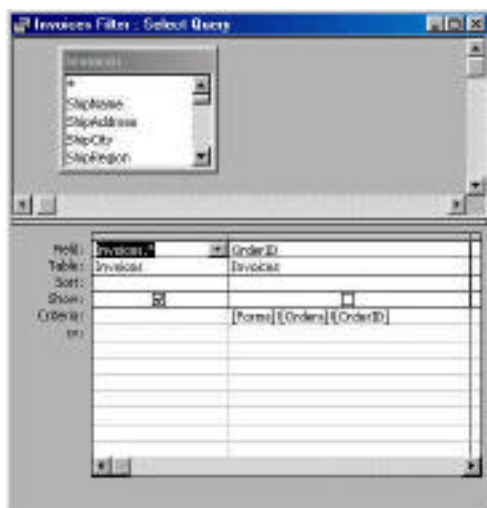 Invoices Filter : Select Query
Invoices
*
ShipName
ShipAddress
ShipCity
ShipRegion
Field: Invoices.* OrderID
Table: Invoices Invoices
Sort:
Show:
Criteria: [Forms]![Orders]![OrderID]
or: